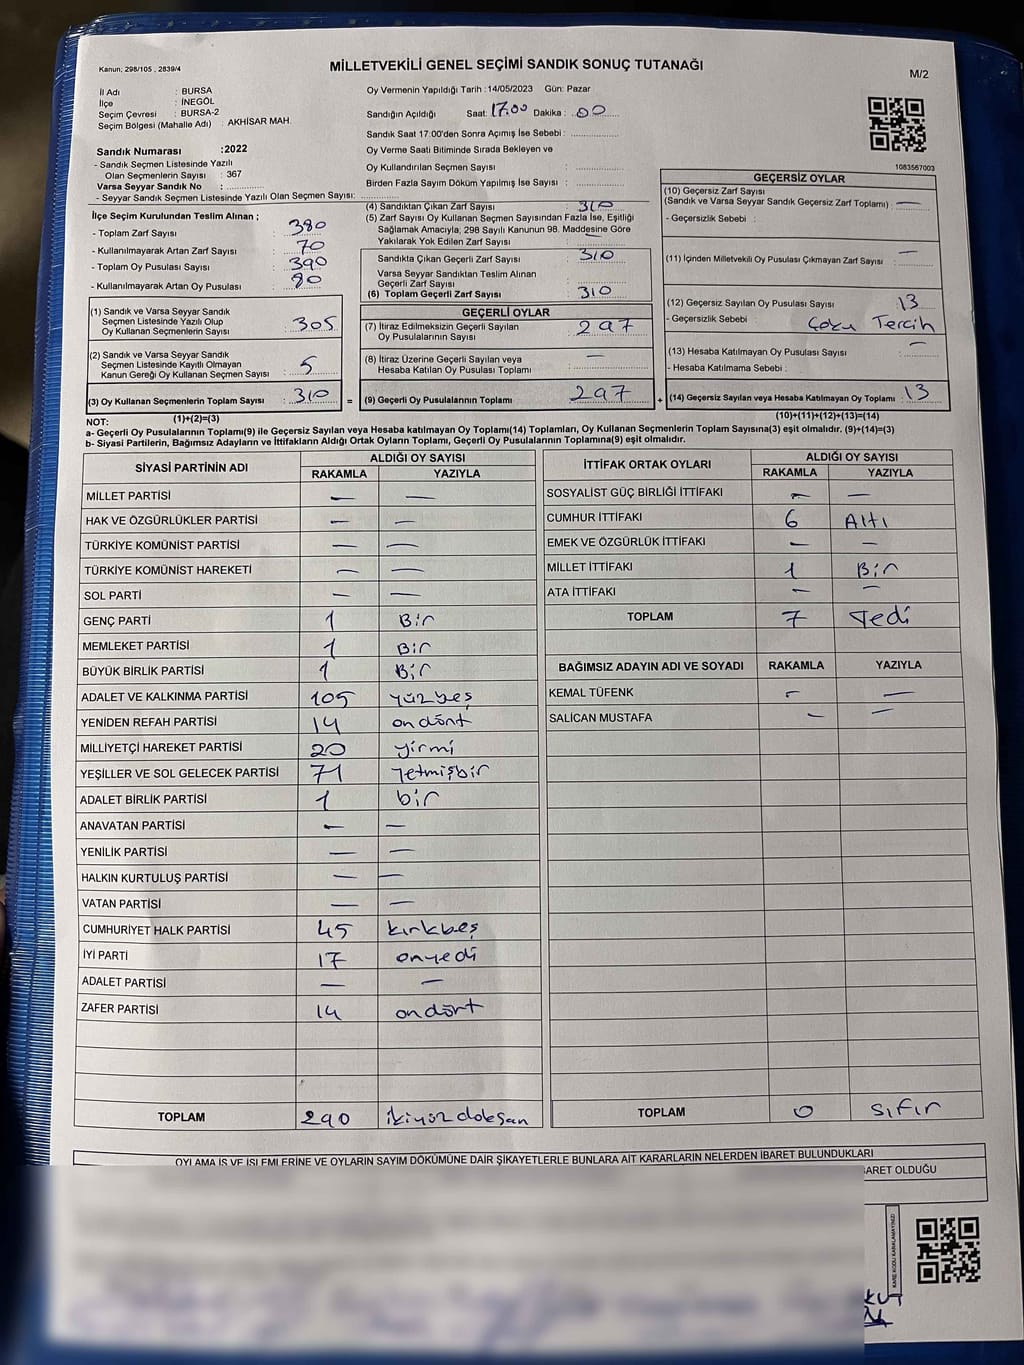 Kanun; 298/105 , 2839/4
MİLLETVEKİLİ GENEL SEÇİMİ SANDIK SONUÇ TUTANAĞI
M/2
İl Adı : BURSA
İlçe : İNEGÖL
Seçim Çevresi : BURSA-2
Seçim Bölgesi (Mahalle Adı) : AKHİSAR MAH.
Oy Vermenin Yapıldığı Tarih :14/05/2023 Gün: Pazar
Sandığın Açıldığı Saat: 17.00 Dakika : 00
Sandık Saat 17:00'den Sonra Açımış İse Sebebi :
Oy Verme Saati Bitiminde Sırada Bekleyen ve
Oy Kullandırılan Seçmen Sayısı :
Birden Fazla Sayım Döküm Yapılmış İse Sayısı :
Sandık Numarası :2022
- Sandık Seçmen Listesinde Yazılı
Olan Seçmenlerin Sayısı : 367
Varsa Seyyar Sandık No :
- Seyyar Sandık Seçmen Listesinde Yazılı Olan Seçmen Sayısı:
İlçe Seçim Kurulundan Teslim Alınan ;
- Toplam Zarf Sayısı : 380
- Kullanılmayarak Artan Zarf Sayısı : 70
- Toplam Oy Pusulası Sayısı : 390
- Kullanılmayarak Artan Oy Pusulası : 80
(1) Sandık ve Varsa Seyyar Sandık
Seçmen Listesinde Yazılı Olup
Oy Kullanan Seçmenlerin Sayısı : 305
(2) Sandık ve Varsa Seyyar Sandık
Seçmen Listesinde Kayıtlı Olmayan
Kanun Gereği Oy Kullanan Seçmen Sayısı : 5
(3) Oy Kullanan Seçmenlerin Toplam Sayısı : 310 =
(4) Sandıktan Çıkan Zarf Sayısı : 310
(5) Zarf Sayısı Oy Kullanan Seçmen Sayısından Fazla İse, Eşitliği
Sağlamak Amacıyla; 298 Sayılı Kanunun 98. Maddesine Göre
Yakılarak Yok Edilen Zarf Sayısı : —
Sandıkta Çıkan Geçerli Zarf Sayısı : 310
Varsa Seyyar Sandıktan Teslim Alınan
Geçerli Zarf Sayısı :
(6) Toplam Geçerli Zarf Sayısı : 310
GEÇERLİ OYLAR
(7) İtiraz Edilmeksizin Geçerli Sayılan
Oy Pusulalarının Sayısı : 297
(8) İtiraz Üzerine Geçerli Sayılan veya
Hesaba Katılan Oy Pusulası Toplamı : —
(9) Geçerli Oy Pusulalarının Toplamı : 297 +
1083567003
GEÇERSİZ OYLAR
(10) Geçersiz Zarf Sayısı
(Sandık ve Varsa Seyyar Sandık Geçersiz Zarf Toplamı) : —
- Geçersizlik Sebebi :
(11) İçinden Milletvekili Oy Pusulası Çıkmayan Zarf Sayısı : —
(12) Geçersiz Sayılan Oy Pusulası Sayısı : 13
- Geçersizlik Sebebi : Çoklu Tercih
(13) Hesaba Katılmayan Oy Pusulası Sayısı : —
- Hesaba Katılmama Sebebi :
(14) Geçersiz Sayılan veya Hesaba Katılmayan Oy Toplamı : 13
NOT: (1)+(2)=(3) (10)+(11)+(12)+(13)=(14)
a- Geçerli Oy Pusulalarının Toplamı(9) ile Geçersiz Sayılan veya Hesaba katılmayan Oy Toplamı(14) Toplamları, Oy Kullanan Seçmenlerin Toplam Sayısına(3) eşit olmalıdır. (9)+(14)=(3)
b- Siyasi Partilerin, Bağımsız Adayların ve İttifakların Aldığı Ortak Oyların Toplamı, Geçerli Oy Pusulalarının Toplamına(9) eşit olmalıdır.
SİYASİ PARTİNİN ADI ALDIĞI OY SAYISI
RAKAMLA YAZIYLA
MİLLET PARTİSİ — —
HAK VE ÖZGÜRLÜKLER PARTİSİ — —
TÜRKİYE KOMÜNİST PARTİSİ — —
TÜRKİYE KOMÜNİST HAREKETİ — —
SOL PARTİ — —
GENÇ PARTİ 1 Bir
MEMLEKET PARTİSİ 1 Bir
BÜYÜK BİRLİK PARTİSİ 1 Bir
ADALET VE KALKINMA PARTİSİ 105 yüzbeş
YENİDEN REFAH PARTİSİ 14 ondört
MİLLİYETÇİ HAREKET PARTİSİ 20 yirmi
YEŞİLLER VE SOL GELECEK PARTİSİ 71 yetmişbir
ADALET BİRLİK PARTİSİ 1 bir
ANAVATAN PARTİSİ — —
YENİLİK PARTİSİ — —
HALKIN KURTULUŞ PARTİSİ — —
VATAN PARTİSİ — —
CUMHURİYET HALK PARTİSİ 45 kırkbeş
İYİ PARTİ 17 onyedi
ADALET PARTİSİ — —
ZAFER PARTİSİ 14 ondört
TOPLAM 290 ikiyüz doksan
İTTİFAK ORTAK OYLARI ALDIĞI OY SAYISI
RAKAMLA YAZIYLA
SOSYALİST GÜÇ BİRLİĞİ İTTİFAKI — —
CUMHUR İTTİFAKI 6 Altı
EMEK VE ÖZGÜRLÜK İTTİFAKI — —
MİLLET İTTİFAKI 1 Bir
ATA İTTİFAKI — —
TOPLAM 7 Yedi
BAĞIMSIZ ADAYIN ADI VE SOYADI RAKAMLA YAZIYLA
KEMAL TÜFENK — —
SALİCAN MUSTAFA — —
TOPLAM 0 sıfır
OYLAMA İŞ VE İŞLEMLERİNE VE OYLARIN SAYIM DÖKÜMÜNE DAİR ŞİKAYETLERLE BUNLARA AİT KARARLARIN NELERDEN İBARET BULUNDUKLARI
BARET OLDUĞU